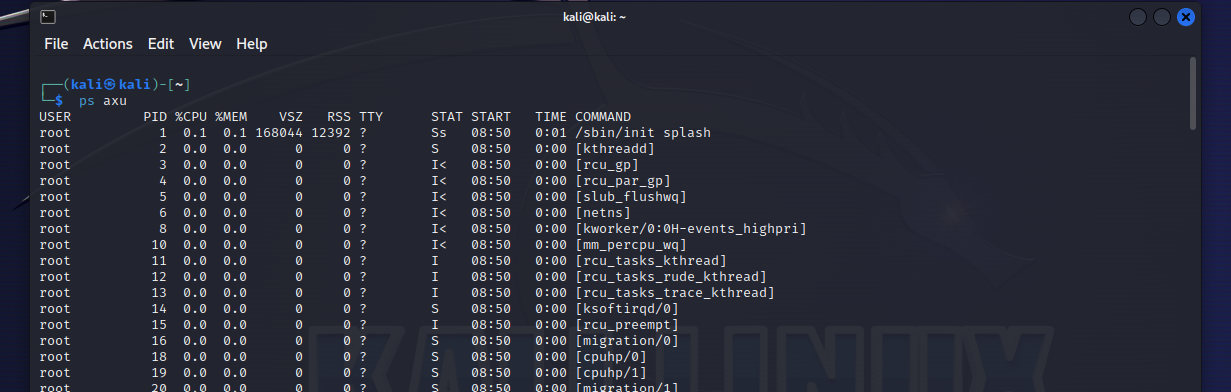 kali@kali: ~
File Actions Edit View Help
┌──(kali㉿kali)-[~]
└─$ ps axu
USER PID %CPU %MEM VSZ RSS TTY STAT START TIME COMMAND
root 1 0.1 0.1 168044 12392 ? Ss 08:50 0:01 /sbin/init splash
root 2 0.0 0.0 0 0 ? S 08:50 0:00 [kthreadd]
root 3 0.0 0.0 0 0 ? I< 08:50 0:00 [rcu_gp]
root 4 0.0 0.0 0 0 ? I< 08:50 0:00 [rcu_par_gp]
root 5 0.0 0.0 0 0 ? I< 08:50 0:00 [slub_flushwq]
root 6 0.0 0.0 0 0 ? I< 08:50 0:00 [netns]
root 8 0.0 0.0 0 0 ? I< 08:50 0:00 [kworker/0:0H-events_highpri]
root 10 0.0 0.0 0 0 ? I< 08:50 0:00 [mm_percpu_wq]
root 11 0.0 0.0 0 0 ? I 08:50 0:00 [rcu_tasks_kthread]
root 12 0.0 0.0 0 0 ? I 08:50 0:00 [rcu_tasks_rude_kthread]
root 13 0.0 0.0 0 0 ? I 08:50 0:00 [rcu_tasks_trace_kthread]
root 14 0.0 0.0 0 0 ? S 08:50 0:00 [ksoftirqd/0]
root 15 0.0 0.0 0 0 ? I 08:50 0:00 [rcu_preempt]
root 16 0.0 0.0 0 0 ? S 08:50 0:00 [migration/0]
root 18 0.0 0.0 0 0 ? S 08:50 0:00 [cpuhp/0]
root 19 0.0 0.0 0 0 ? S 08:50 0:00 [cpuhp/1]
root 20 0.0 0.0 0 0 ? S 08:50 0:00 [migration/1]
KALI LINUX